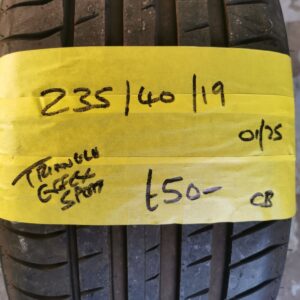 235/40/19
01/25
TRIANGLE
EFFEX
SPORT
£50-
CB